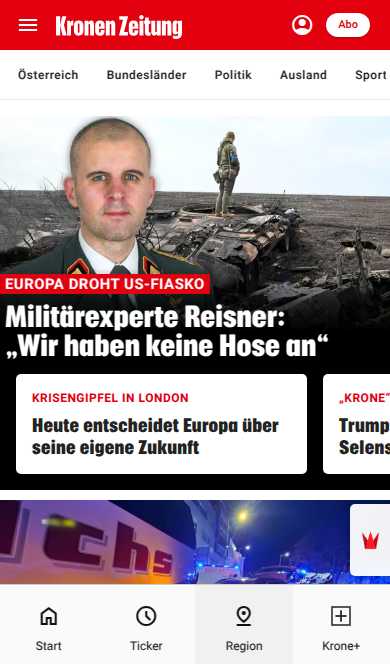 Kronen Zeitung
Abo
Österreich Bundesländer Politik Ausland Sport
EUROPA DROHT US-FIASKO
Militärexperte Reisner:
„Wir haben keine Hose an“
KRISENGIPFEL IN LONDON
Heute entscheidet Europa über
seine eigene Zukunft
„KRONE“
Trump
Selens
chs
Start Ticker Region Krone+